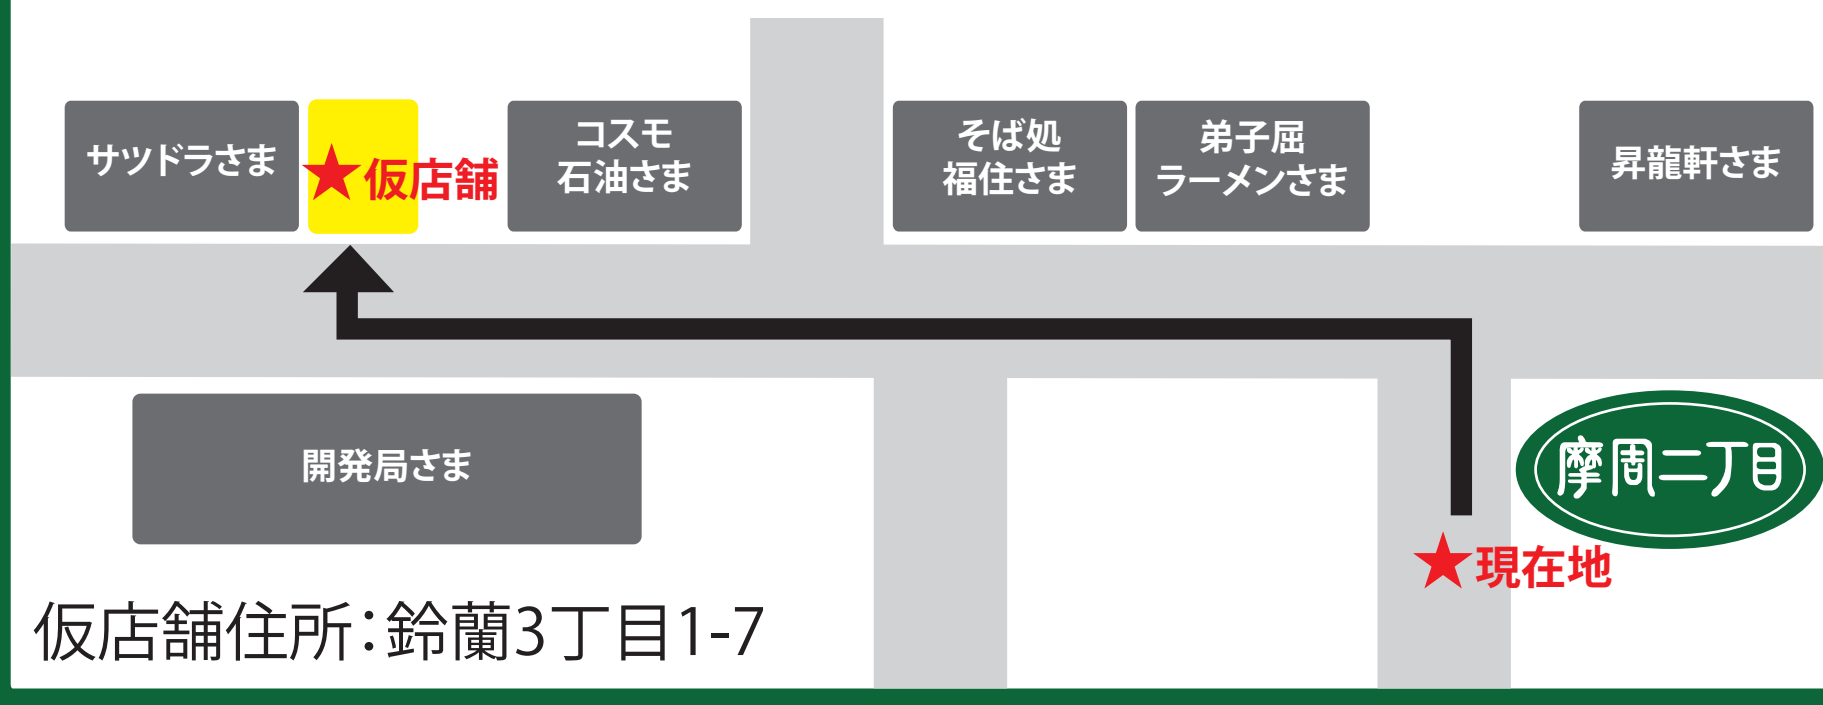 サツドラさま
★仮店舗
コスモ
石油さま
そば処
福住さま
弟子屈
ラーメンさま
昇龍軒さま
開発局さま
摩周二丁目
★現在地
仮店舗住所：鈴蘭3丁目1-7